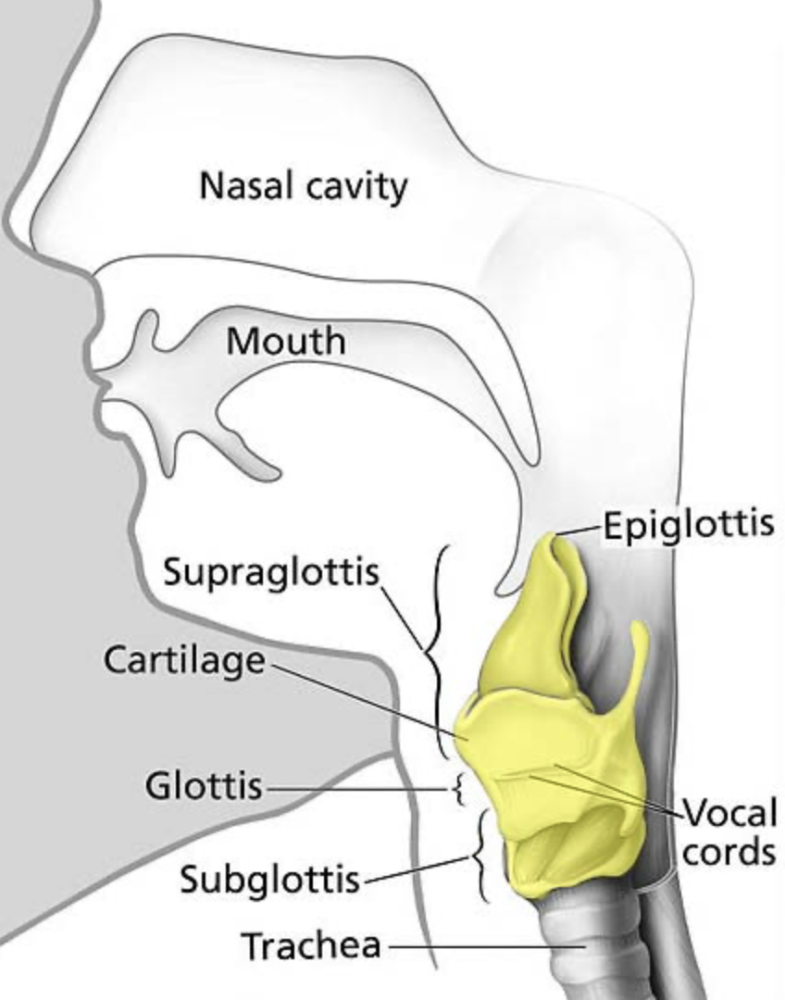 Nasal cavity
Mouth
Epiglottis
Supraglottis
Cartilage
Glottis
Vocal
cords
Subglottis
Trachea